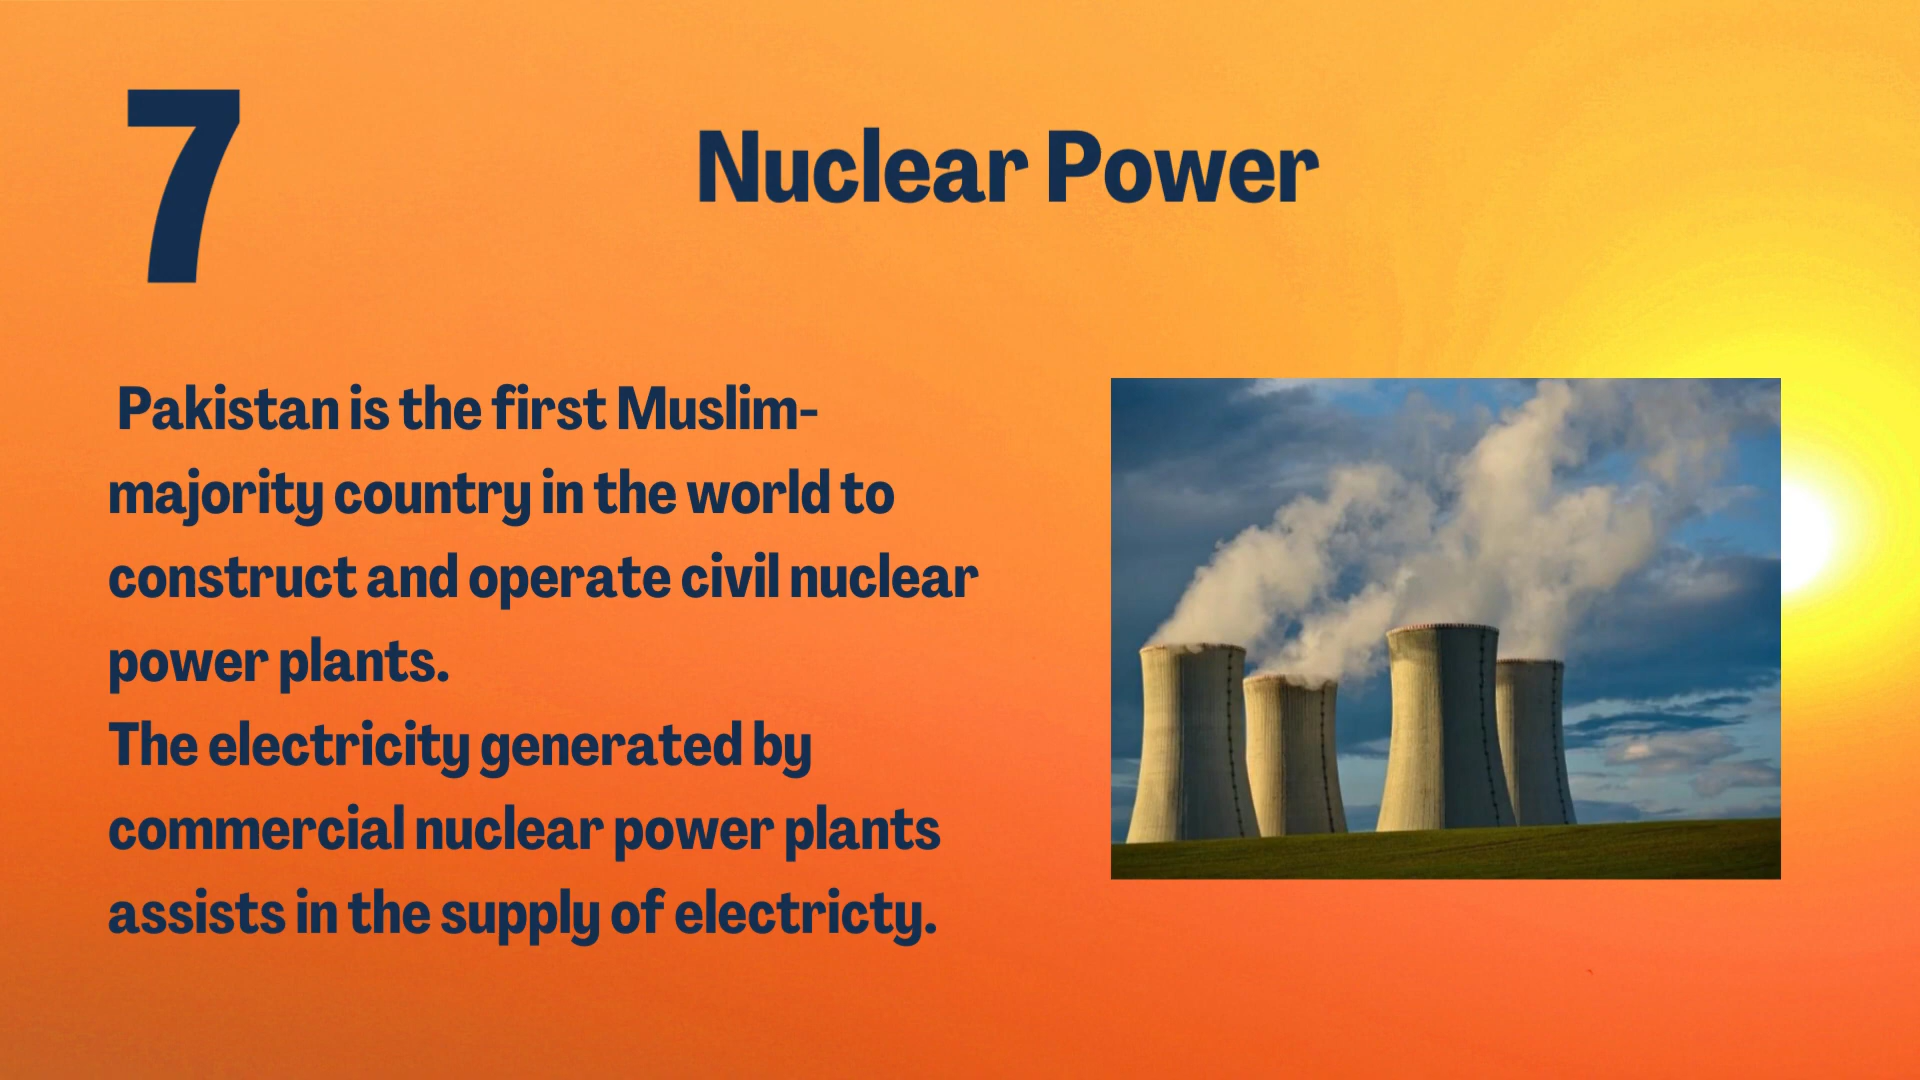 7
Nuclear Power
Pakistan is the first Muslim-
majority country in the world to
construct and operate civil nuclear
power plants.
The electricity generated by
commercial nuclear power plants
assists in the supply of electricty.